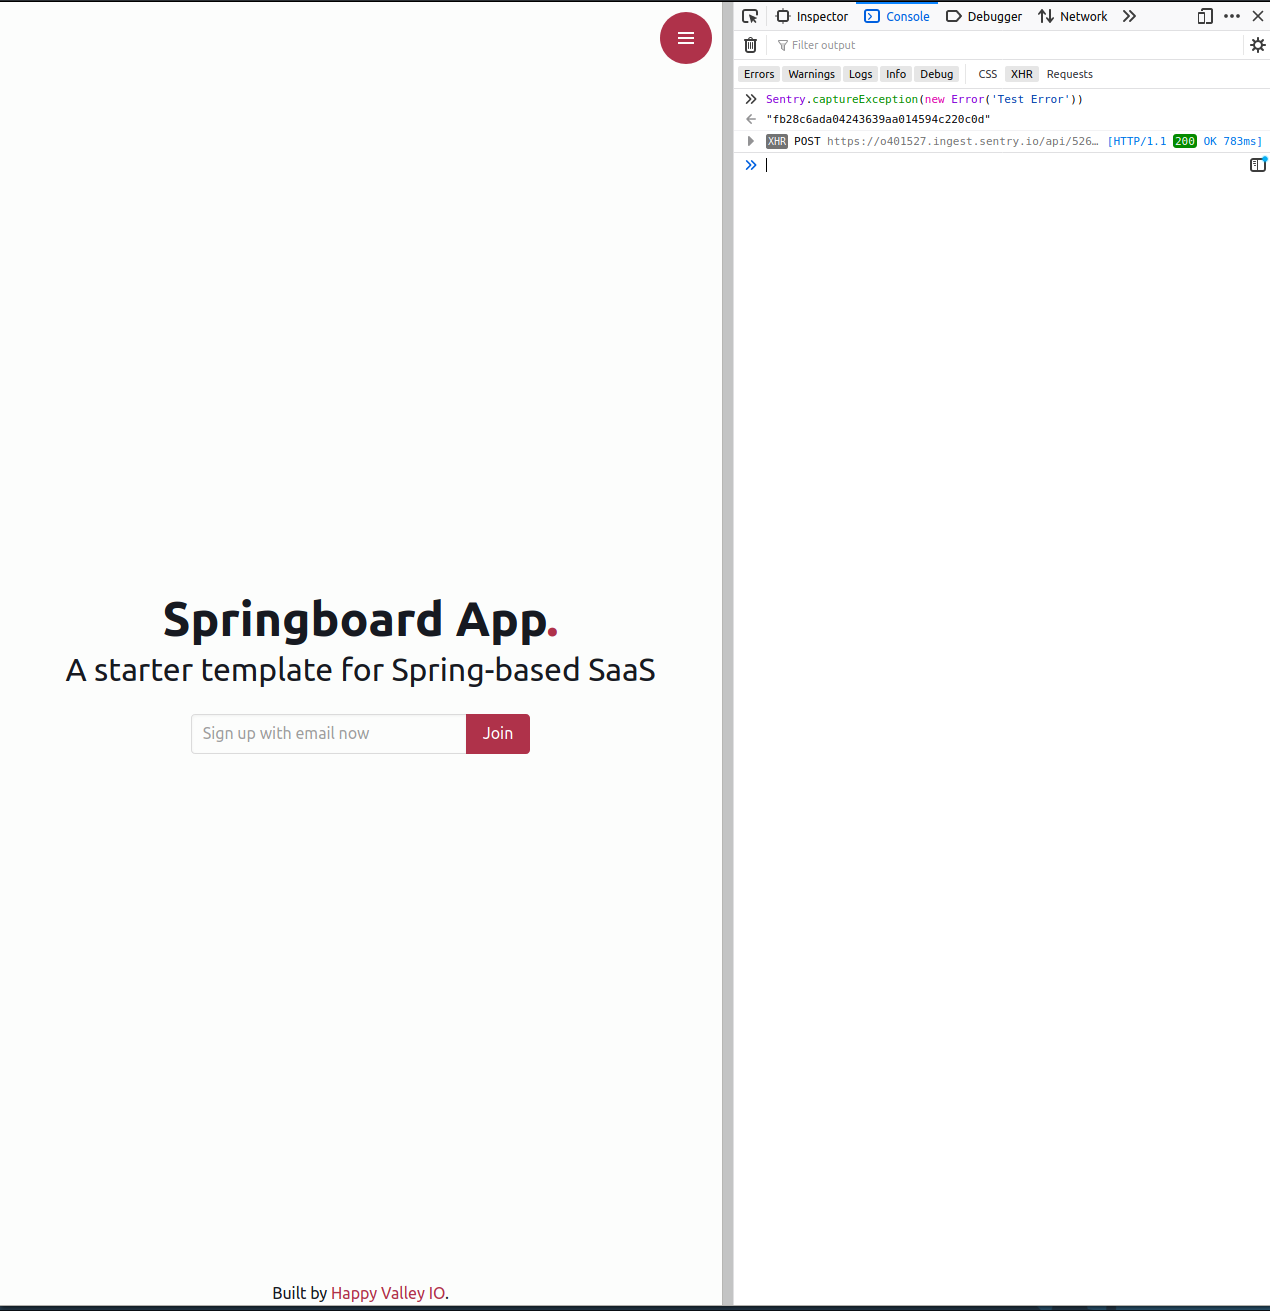 Springboard App.
A starter template for Spring-based SaaS
Sign up with email now
Join
Built by Happy Valley IO.
Inspector
Console
Debugger
Network
Filter output
Errors
Warnings
Logs
Info
Debug
CSS
XHR
Requests
Sentry.captureException(new Error('Test Error'))
"fb28c6ada04243639aa014594c220c0d"
XHR POST https://o401527.ingest.sentry.io/api/526… [HTTP/1.1 200 OK 783ms]